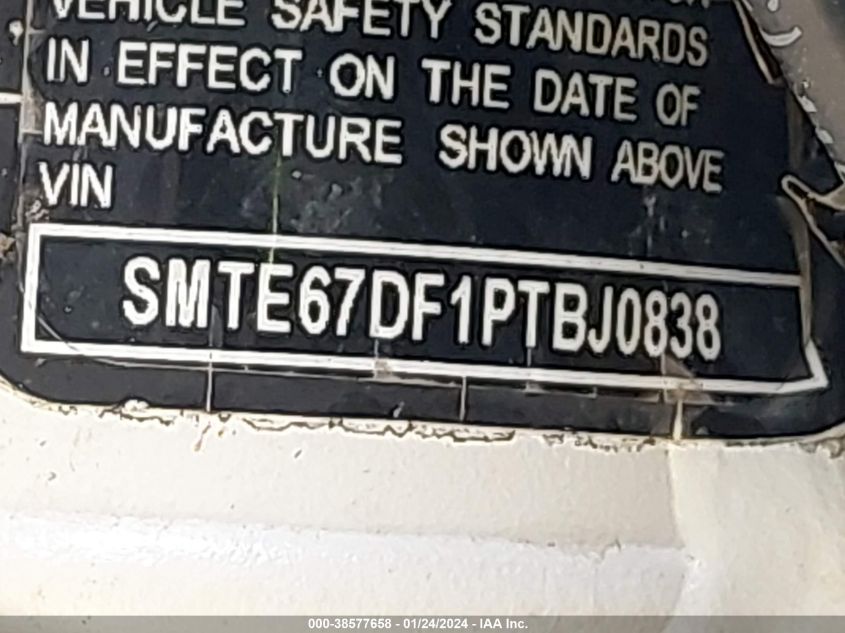 VEHICLE SAFETY STANDARDS
IN EFFECT ON THE DATE OF
MANUFACTURE SHOWN ABOVE
VIN
SMTE67DF1PTBJ0838
000-38577658 - 01/24/2024 - IAA Inc.